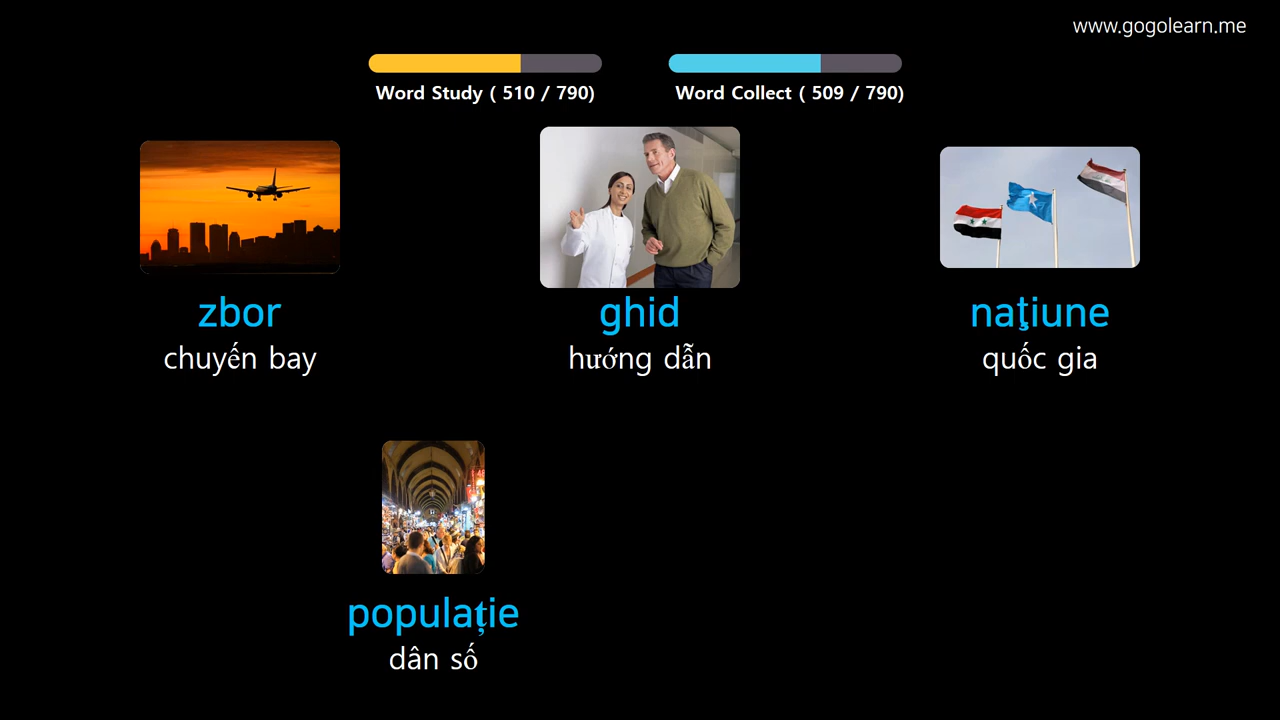 www.gogolearn.me
Word Study ( 510 / 790)
Word Collect ( 509 / 790)
zbor
chuyến bay
ghid
hướng dẫn
naţiune
quốc gia
populație
dân số